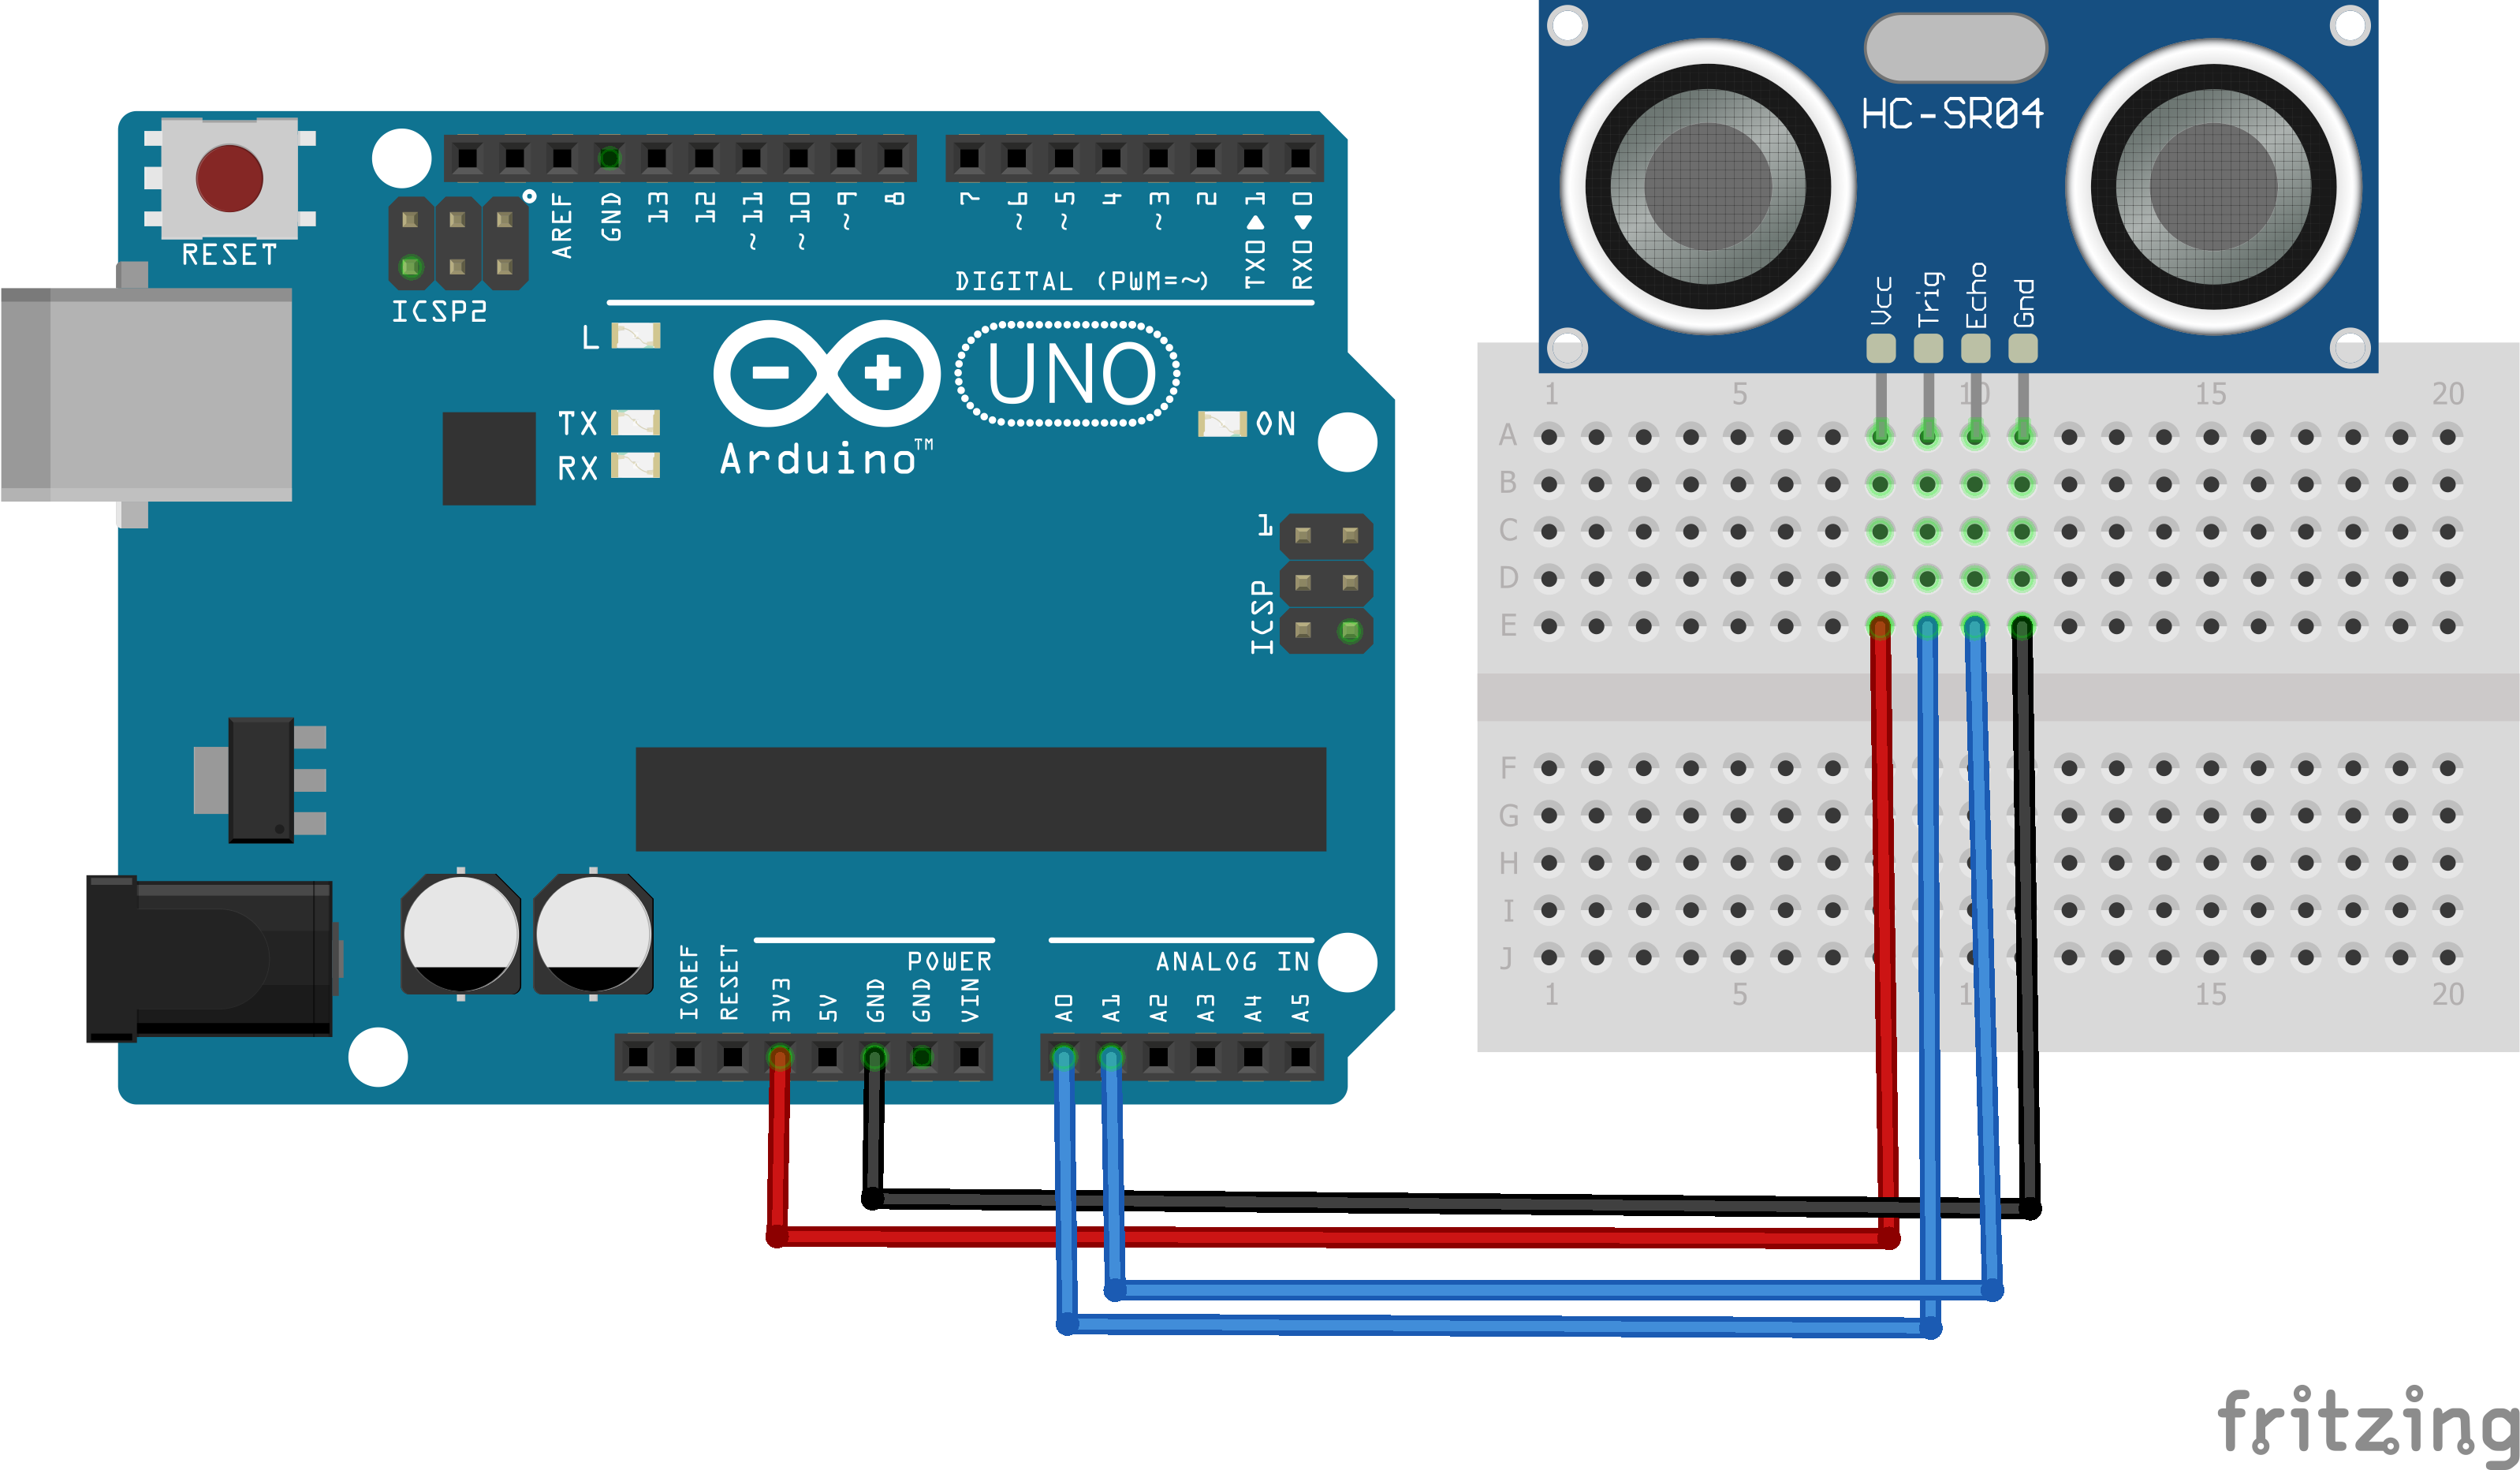 HC-SR04
Vcc Trig Echo Gnd
RESET
ICSP2
AREF GND 13 12 ~11 ~10 ~9 8 7 ~6 ~5 4 ~3 2 TX0▶1 RX0◀0
DIGITAL (PWM=~)
L
TX
RX
UNO
Arduino™
ON
1
ICSP
POWER
ANALOG IN
IOREF RESET 3V3 5V GND GND VIN A0 A1 A2 A3 A4 A5
1 5 10 15 20
A
B
C
D
E
F
G
H
I
J
1 5 1 15 20
fritzing